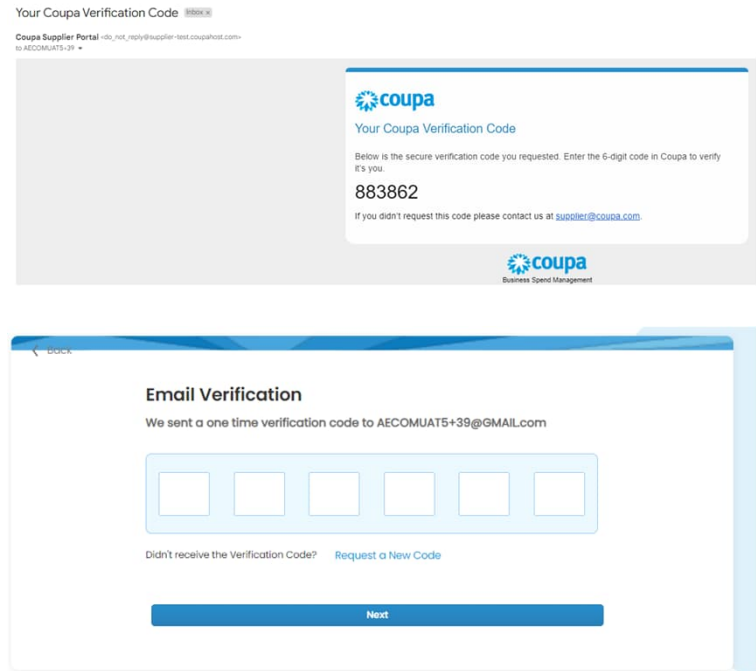 Your Coupa Verification Code Inbox x
Coupa Supplier Portal <do_not_reply@supplier-test.coupahost.com>
to AECOMUAT5+39
coupa
Your Coupa Verification Code
Below is the secure verification code you requested. Enter the 6-digit code in Coupa to verify
it's you.
883862
If you didn't request this code please contact us at supplier@coupa.com.
coupa
Business Spend Management
Back
Email Verification
We sent a one time verification code to AECOMUAT5+39@GMAIL.com
Didn't receive the Verification Code? Request a New Code
Next